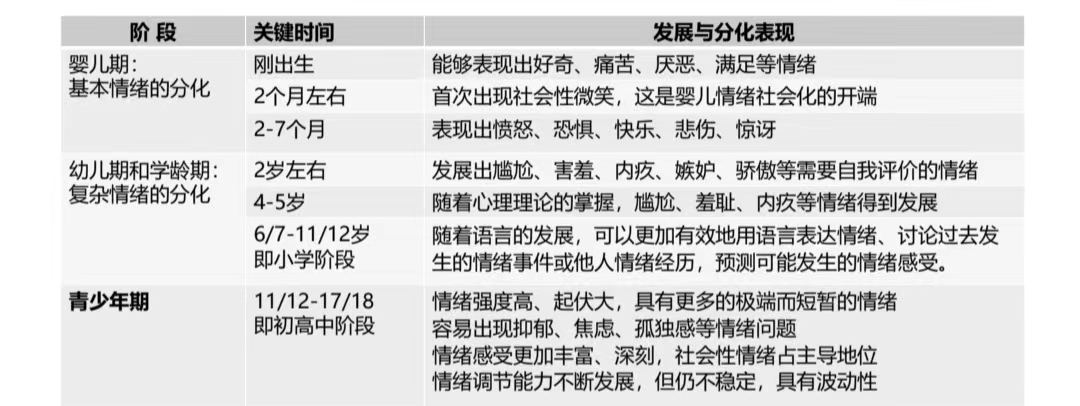 阶 段 关键时间 发展与分化表现
婴儿期： 刚出生 能够表现出好奇、痛苦、厌恶、满足等情绪
基本情绪的分化 2个月左右 首次出现社会性微笑，这是婴儿情绪社会化的开端
2-7个月 表现出愤怒、恐惧、快乐、悲伤、惊讶
幼儿期和学龄期： 2岁左右 发展出尴尬、害羞、内疚、嫉妒、骄傲等需要自我评价的情绪
复杂情绪的分化 4-5岁 随着心理理论的掌握，尴尬、羞耻、内疚等情绪得到发展
6/7-11/12岁 随着语言的发展，可以更加有效地用语言表达情绪、讨论过去发
即小学阶段 生的情绪事件或他人情绪经历，预测可能发生的情绪感受。
青少年期 11/12-17/18 情绪强度高、起伏大，具有更多的极端而短暂的情绪
即初高中阶段 容易出现抑郁、焦虑、孤独感等情绪问题
情绪感受更加丰富、深刻，社会性情绪占主导地位
情绪调节能力不断发展，但仍不稳定，具有波动性